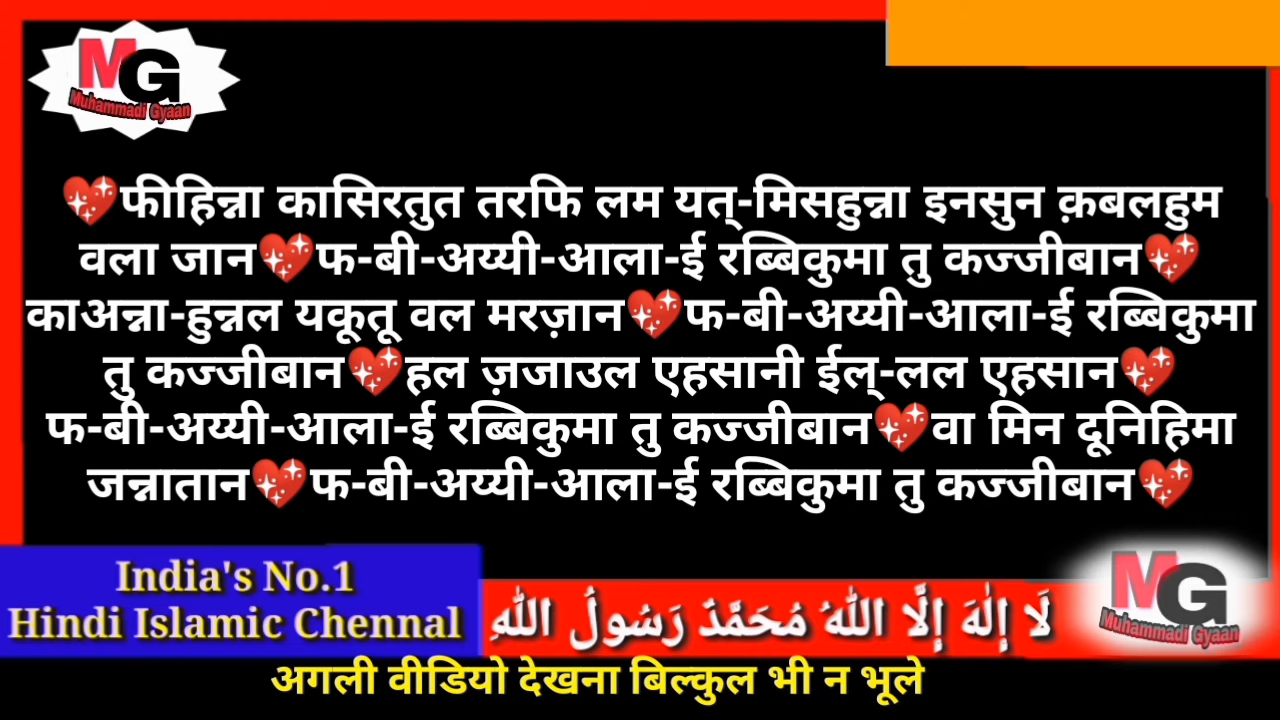 MG
Muhammadi Gyaan
💖फीहिन्ना कासिरतुत तरफि लम यत्-मिसहुन्ना इनसुन क़बलहुम
वला जान💖फ-बी-अय्यी-आला-ई रब्बिकुमा तु कज्जीबान💖
काअन्ना-हुन्नल यकूतू वल मरज़ान💖फ-बी-अय्यी-आला-ई रब्बिकुमा
तु कज्जीबान💖हल ज़जाउल एहसानी ईल्-लल एहसान💖
फ-बी-अय्यी-आला-ई रब्बिकुमा तु कज्जीबान💖वा मिन दूनिहिमा
जन्नातान💖फ-बी-अय्यी-आला-ई रब्बिकुमा तु कज्जीबान💖
India's No.1
Hindi Islamic Chennal
لَا إِلٰهَ إِلَّا اللهُ مُحَمَّدٌ رَسُولُ اللهِ
MG
Muhammadi Gyaan
अगली वीडियो देखना बिल्कुल भी न भूले